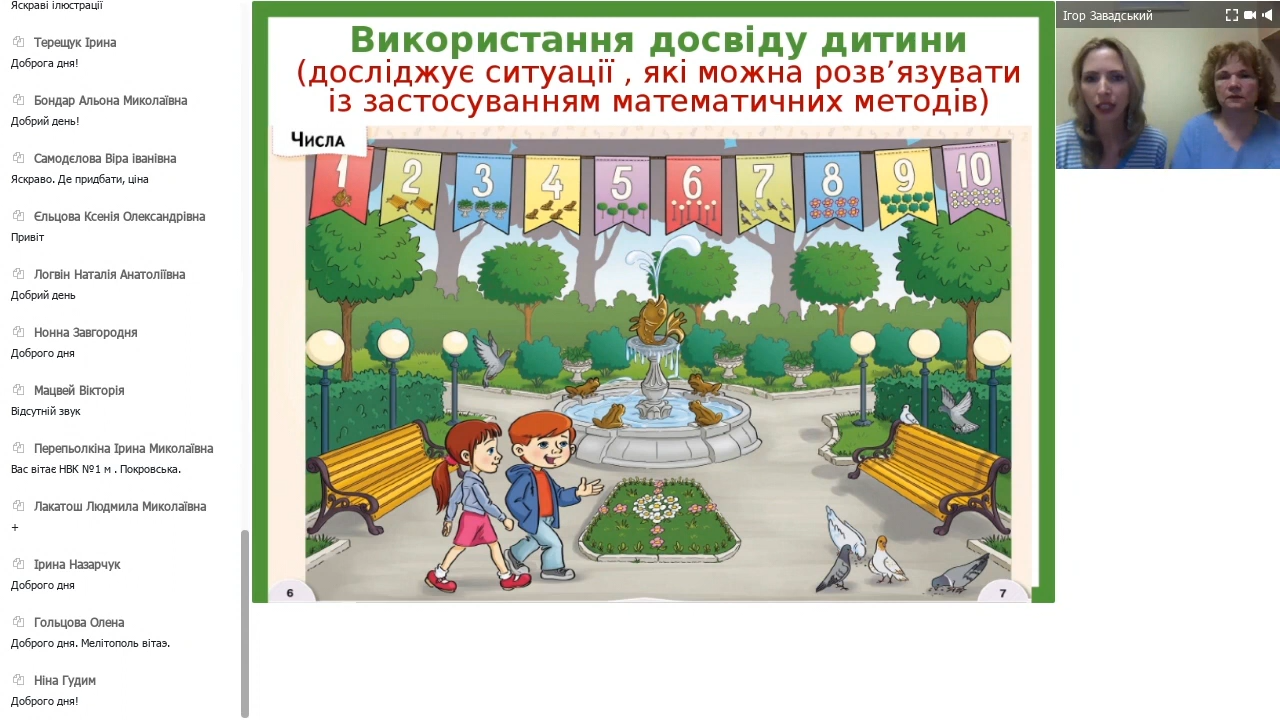 Яскраві ілюстрації
Терещук Ірина
Доброга дня!
Бондар Альона Миколаївна
Добрий день!
Самодєлова Віра іванівна
Яскраво. Де придбати, ціна
Єльцова Ксенія Олександрівна
Привіт
Логвін Наталія Анатоліївна
Добрий день
Нонна Завгородня
Доброго дня
Мацвей Вікторія
Відсутній звук
Перепьолкіна Ірина Миколаївна
Вас вітає НВК №1 м . Покровська.
Лакатош Людмила Миколаївна
+
Ірина Назарчук
Доброго дня
Гольцова Олена
Доброго дня. Мелітополь вітаэ.
Ніна Гудим
Доброго дня!
Використання досвіду дитини
(досліджує ситуації , які можна розв’язувати
із застосуванням математичних методів)
Числа
1 2 3 4 5 6 7 8 9 10
6
7
Ігор Завадський